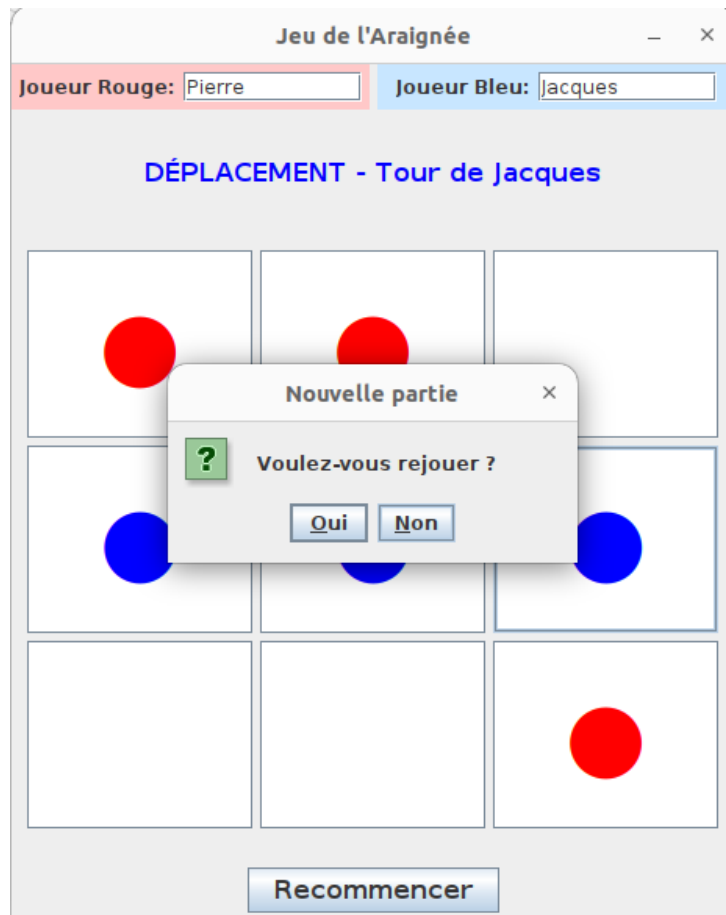 Jeu de l'Araignée
Joueur Rouge: Pierre Joueur Bleu: Jacques
DÉPLACEMENT - Tour de Jacques
Nouvelle partie
? Voulez-vous rejouer ?
Oui Non
Recommencer